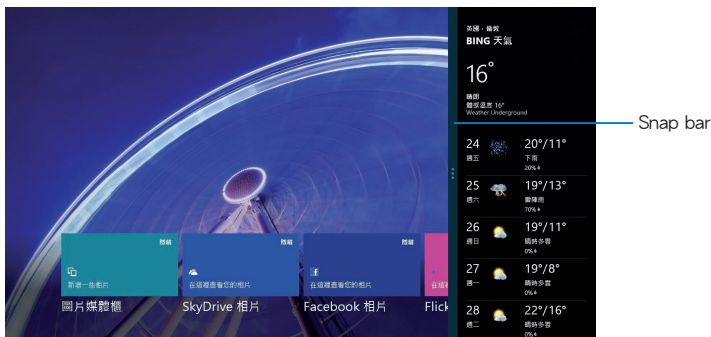 英國，倫敦
BING 天氣
16°
晴朗
體感溫度 16°
Weather Underground
24 20°/11°
週五 下雨
20%
25 19°/13°
週六 雷陣雨
70%
26 19°/11°
週日 晴時多雲
0%
27 19°/8°
週一 晴時多雲
0%
28 22°/16°
週二 晴時多雲
0%
Snap bar
隱藏
新增一些相片
圖片媒體櫃
隱藏
在這裡查看您的相片
SkyDrive 相片
隱藏
f
在這裡查看您的相片
Facebook 相片
在這
Flick